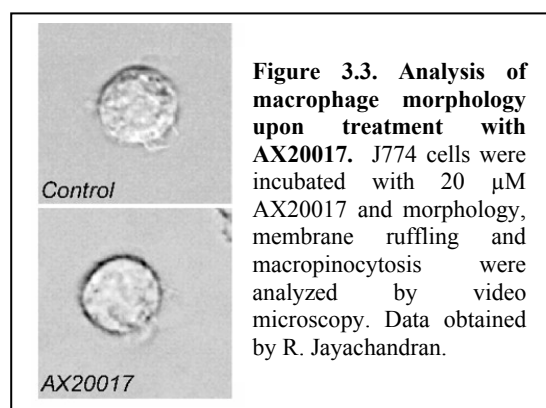 Control
AX20017
Figure 3.3. Analysis of
macrophage morphology
upon treatment with
AX20017. J774 cells were
incubated with 20 µM
AX20017 and morphology,
membrane ruffling and
macropinocytosis were
analyzed by video
microscopy. Data obtained
by R. Jayachandran.